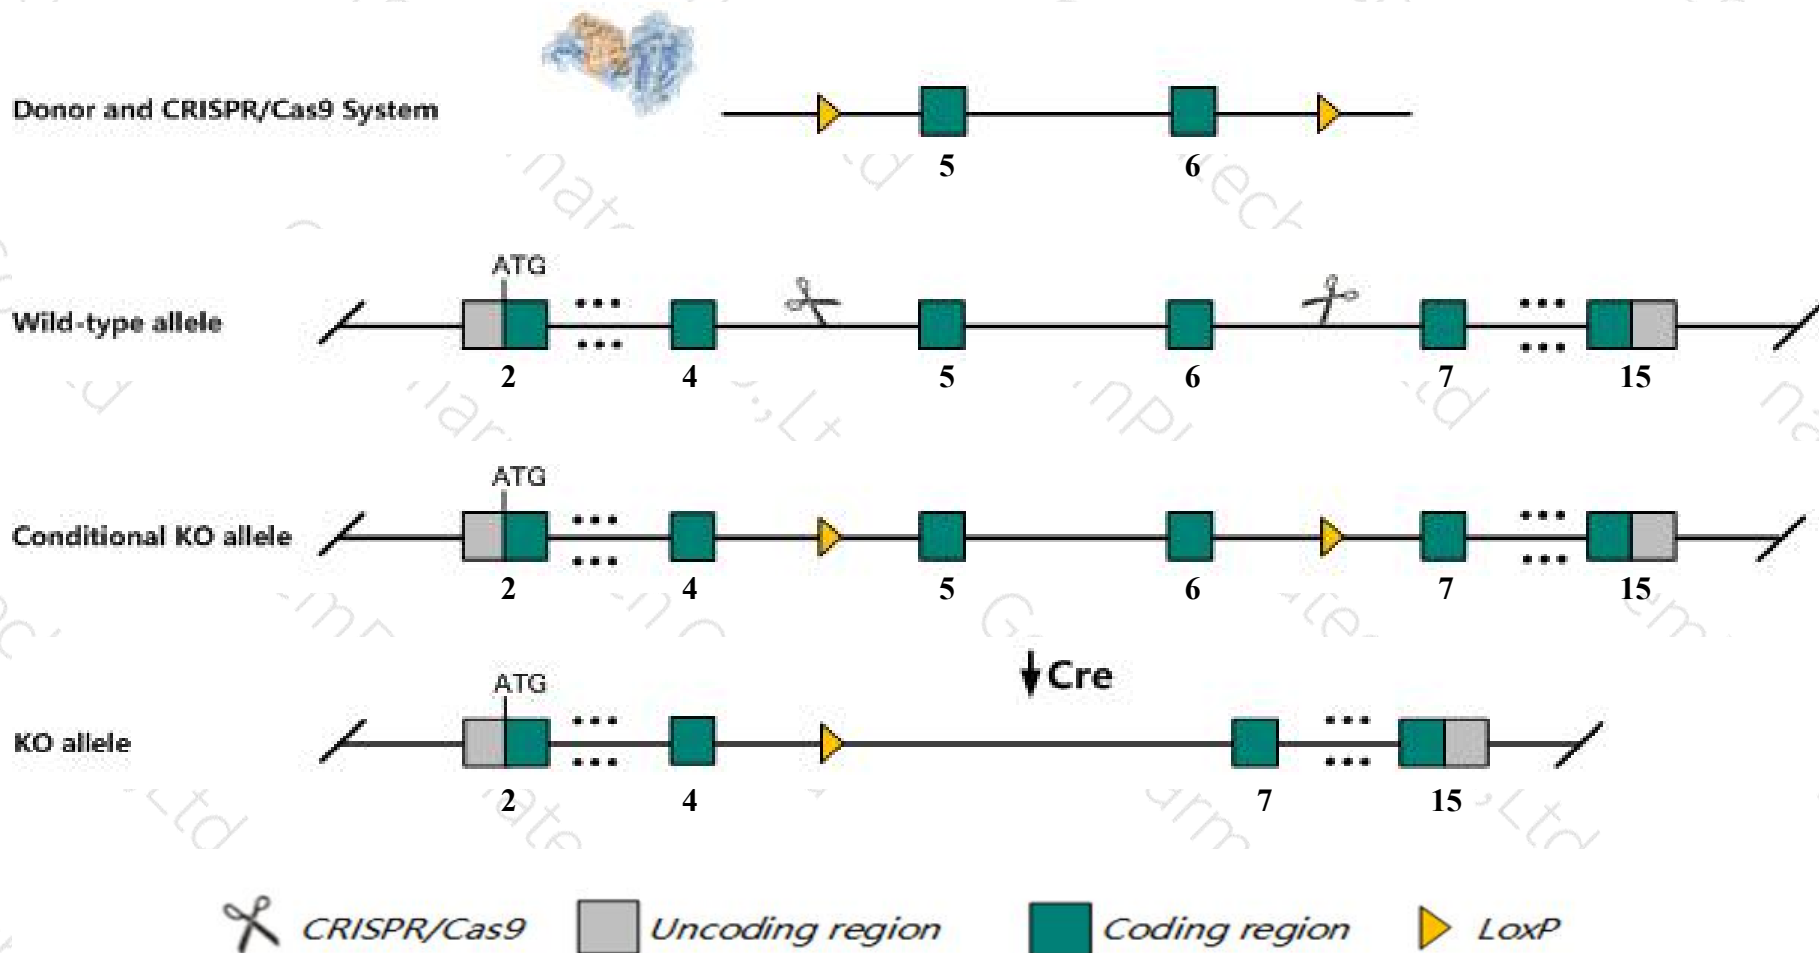 Donor and CRISPR/Cas9 System
5 6
ATG
Wild-type allele
2 4 5 6 7 15
ATG
Conditional KO allele
2 4 5 6 7 15
Cre
ATG
KO allele
2 4 7 15
CRISPR/Cas9 Uncoding region Coding region LoxP